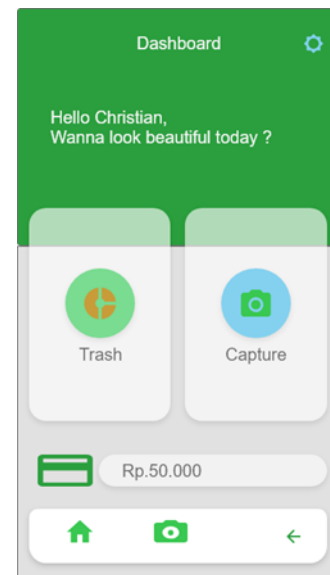 Dashboard
Hello Christian,
Wanna look beautiful today ?
Trash
Capture
Rp.50.000